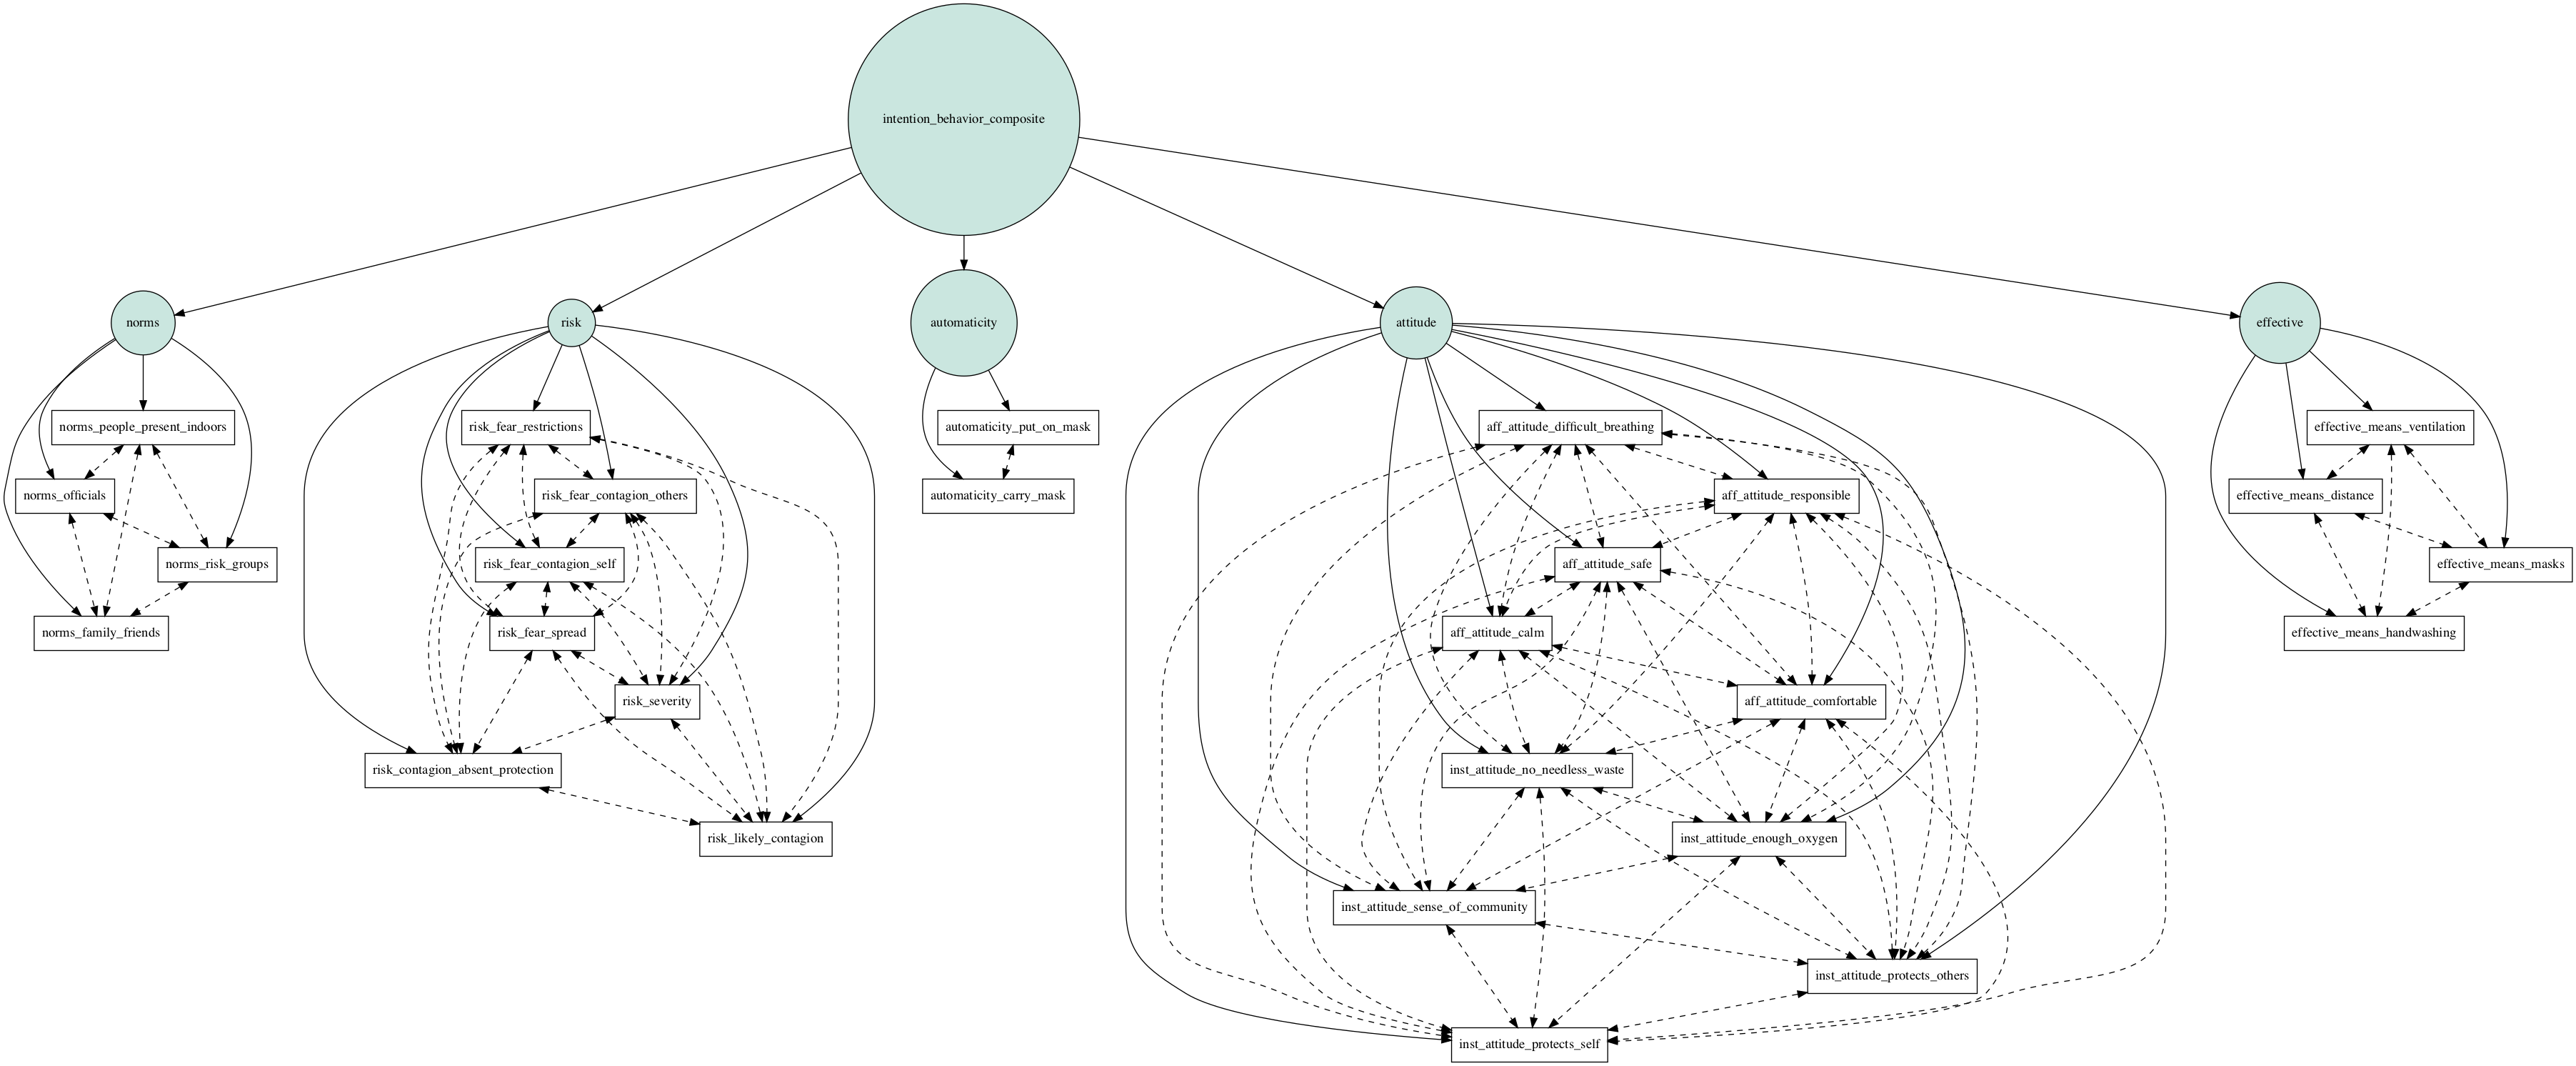 intention_behavior_composite
norms
risk
automaticity
attitude
effective
norms_people_present_indoors
risk_fear_restrictions
automaticity_put_on_mask
aff_attitude_difficult_breathing
effective_means_ventilation
norms_officials
risk_fear_contagion_others
automaticity_carry_mask
aff_attitude_responsible
effective_means_distance
norms_risk_groups
risk_fear_contagion_self
aff_attitude_safe
effective_means_masks
norms_family_friends
risk_fear_spread
aff_attitude_calm
effective_means_handwashing
risk_severity
aff_attitude_comfortable
risk_contagion_absent_protection
inst_attitude_no_needless_waste
risk_likely_contagion
inst_attitude_enough_oxygen
inst_attitude_sense_of_community
inst_attitude_protects_others
inst_attitude_protects_self